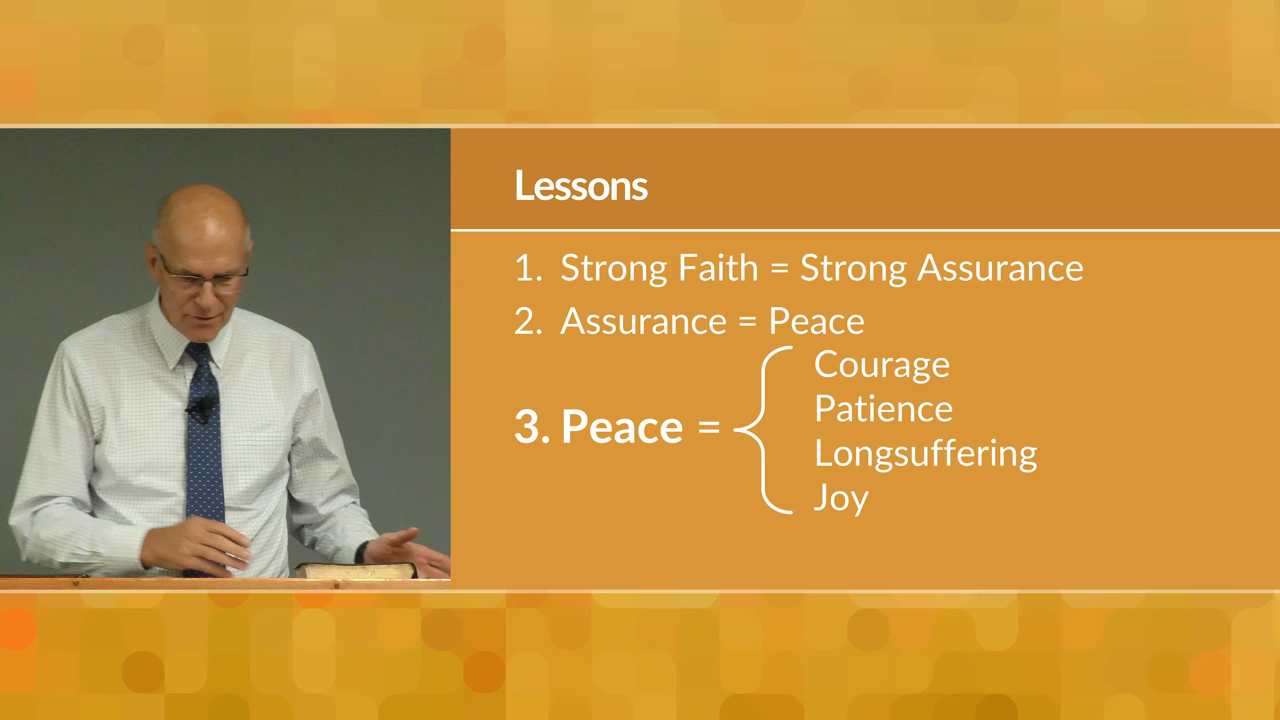 Lessons
1. Strong Faith = Strong Assurance
2. Assurance = Peace
3. Peace =
Courage
Patience
Longsuffering
Joy